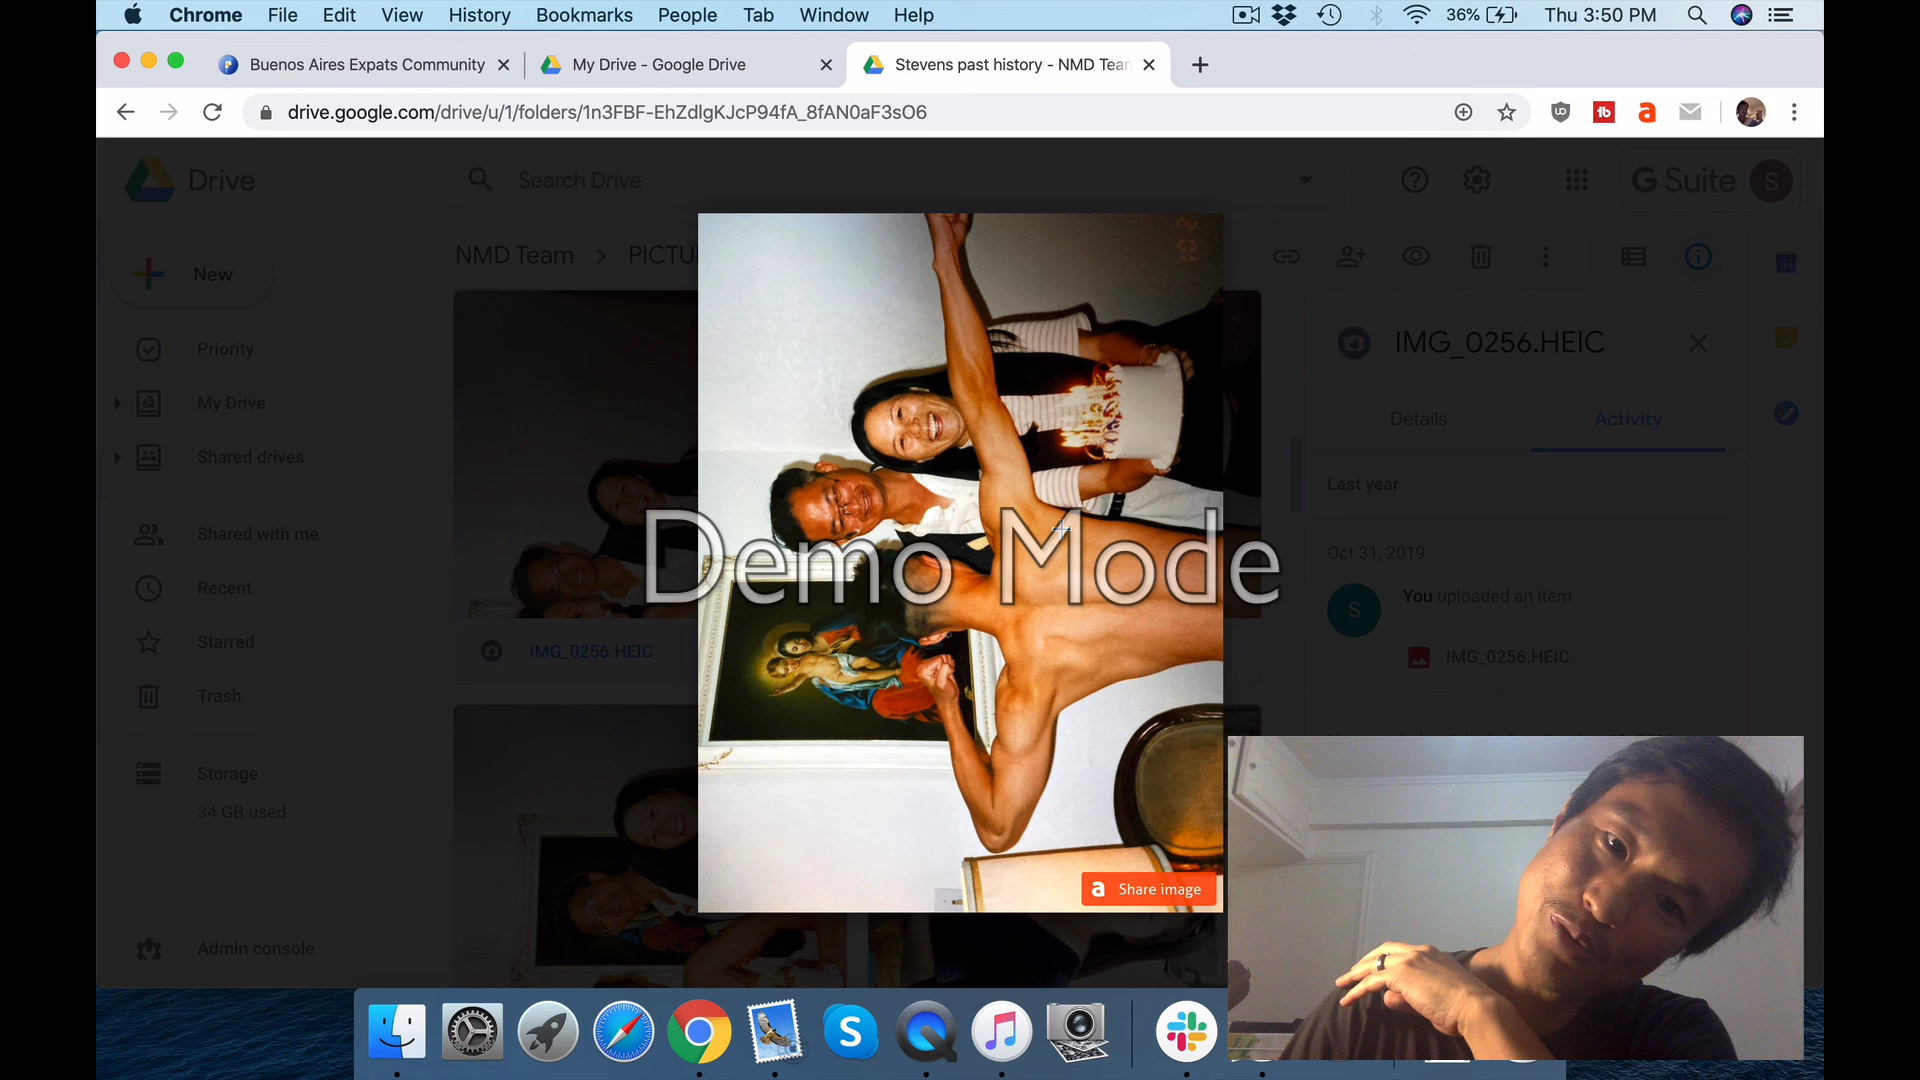 Chrome File Edit View History Bookmarks People Tab Window Help
36% Thu 3:50 PM
Buenos Aires Expats Community
My Drive - Google Drive
Stevens past history - NMD Team
drive.google.com/drive/u/1/folders/1n3FBF-EhZdlgKJcP94fA_8fAN0aF3sO6
Drive
Search Drive
G Suite
S
NMD Team > PICTU
New
Priority
My Drive
Shared drives
Shared with me
Recent
Starred
Trash
Storage
34 GB used
Admin console
IMG_0256.HEIC
IMG_0256.HEIC
Details
Activity
Last year
Oct 31, 2019
S
You uploaded an item
IMG_0256.HEIC
Demo Mode
a Share image